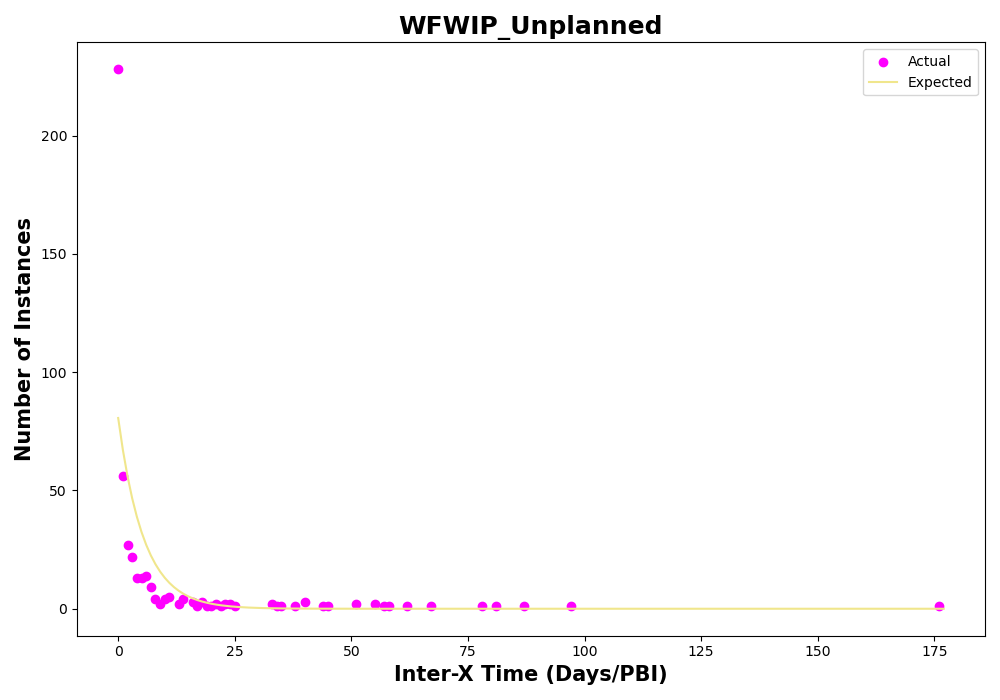 WFWIP_Unplanned
Actual
Expected
Number of Instances
200
150
100
50
0
0 25 50 75 100 125 150 175
Inter-X Time (Days/PBI)